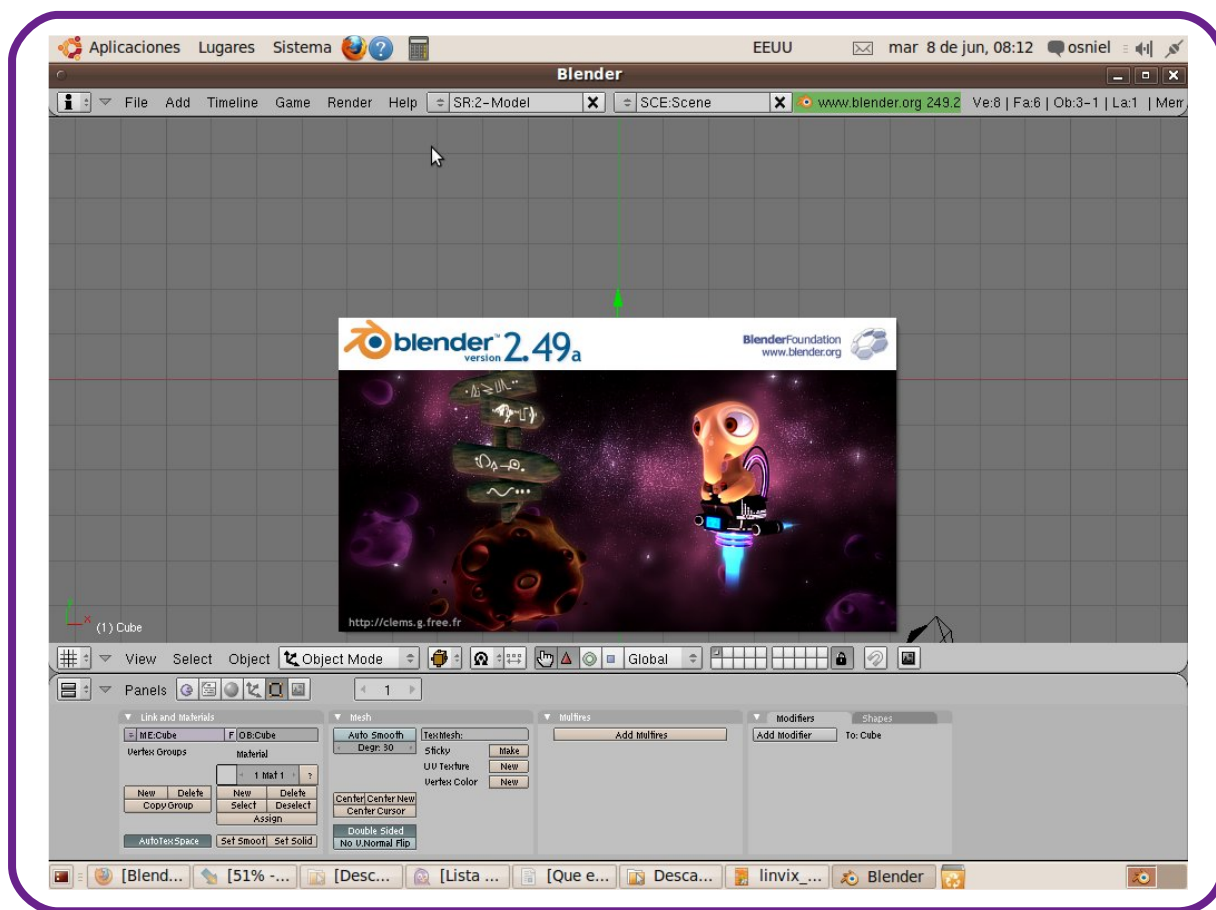 Aplicaciones Lugares Sistema EEUU mar 8 de jun, 08:12 osniel
Blender
File Add Timeline Game Render Help SR:2-Model SCE:Scene www.blender.org 249.2 Ve:8 | Fa:6 | Ob:3-1 | La:1 | Mem
blender™ version 2.49a
BlenderFoundation
www.blender.org
http://clems.g.free.fr
(1) Cube
View Select Object Object Mode Global
Panels 1
Link and Materials Mesh Multires Modifiers Shapes
ME:Cube F OB:Cube Auto Smooth TexMesh: Add Multires Add Modifier To: Cube
Vertex Groups Material Degr: 30 Sticky Make
1 Mat 1 ? UV Texture New
Vertex Color New
New Delete New Delete Center Center New
Copy Group Select Deselect Center Cursor
Assign
Double Sided
AutoTexSpace Set Smoot Set Solid No V.Normal Flip
[Blend... [51% -... [Desc... [Lista ... [Que e... Desca... linvix_... Blender